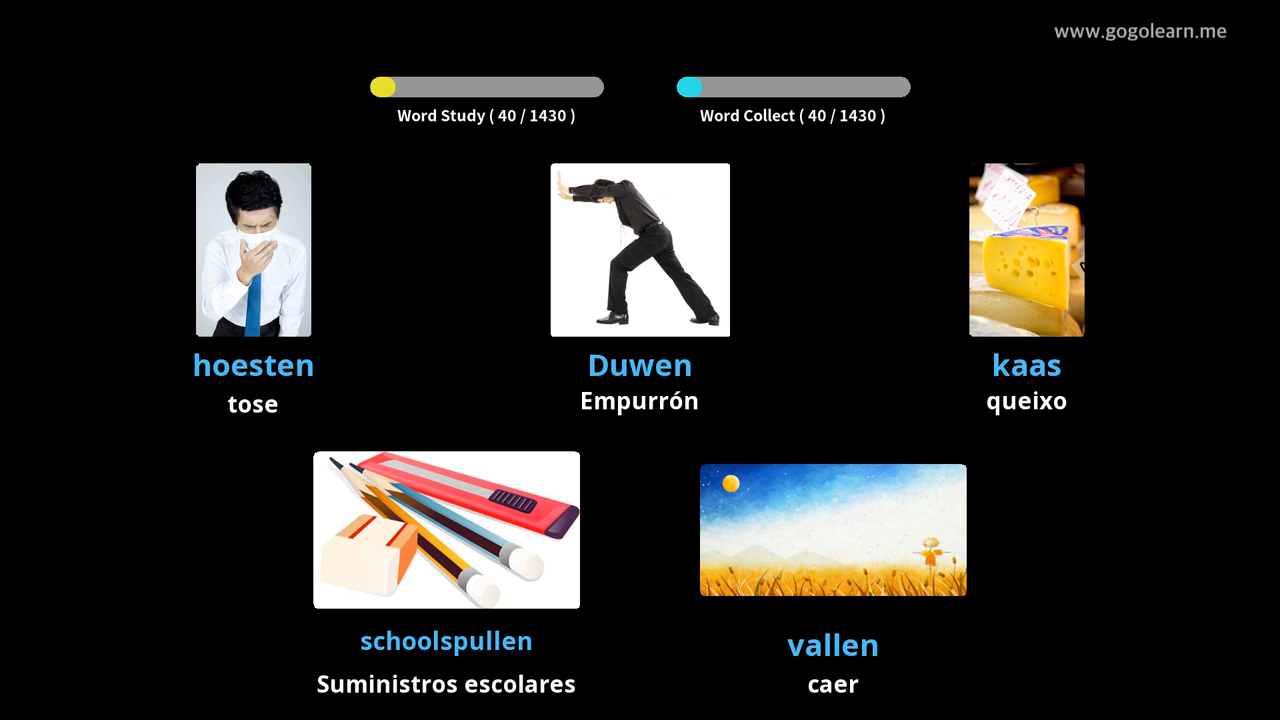 www.gogolearn.me
Word Study ( 40 / 1430 )
Word Collect ( 40 / 1430 )
hoesten
tose
Duwen
Empurrón
kaas
queixo
schoolspullen
Suministros escolares
vallen
caer